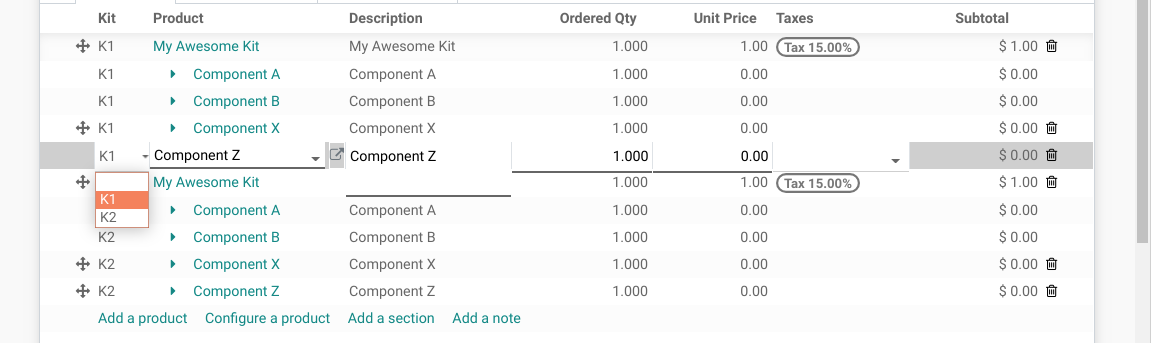 Kit Product Description Ordered Qty Unit Price Taxes Subtotal
K1 My Awesome Kit My Awesome Kit 1.000 1.00 Tax 15.00% $ 1.00
K1 Component A Component A 1.000 0.00 $ 0.00
K1 Component B Component B 1.000 0.00 $ 0.00
K1 Component X Component X 1.000 0.00 $ 0.00
K1 Component Z Component Z 1.000 0.00 $ 0.00
My Awesome Kit 1.000 1.00 Tax 15.00% $ 1.00
K1
K2 Component A Component A 1.000 0.00 $ 0.00
K2 Component B Component B 1.000 0.00 $ 0.00
K2 Component X Component X 1.000 0.00 $ 0.00
K2 Component Z Component Z 1.000 0.00 $ 0.00
Add a product Configure a product Add a section Add a note